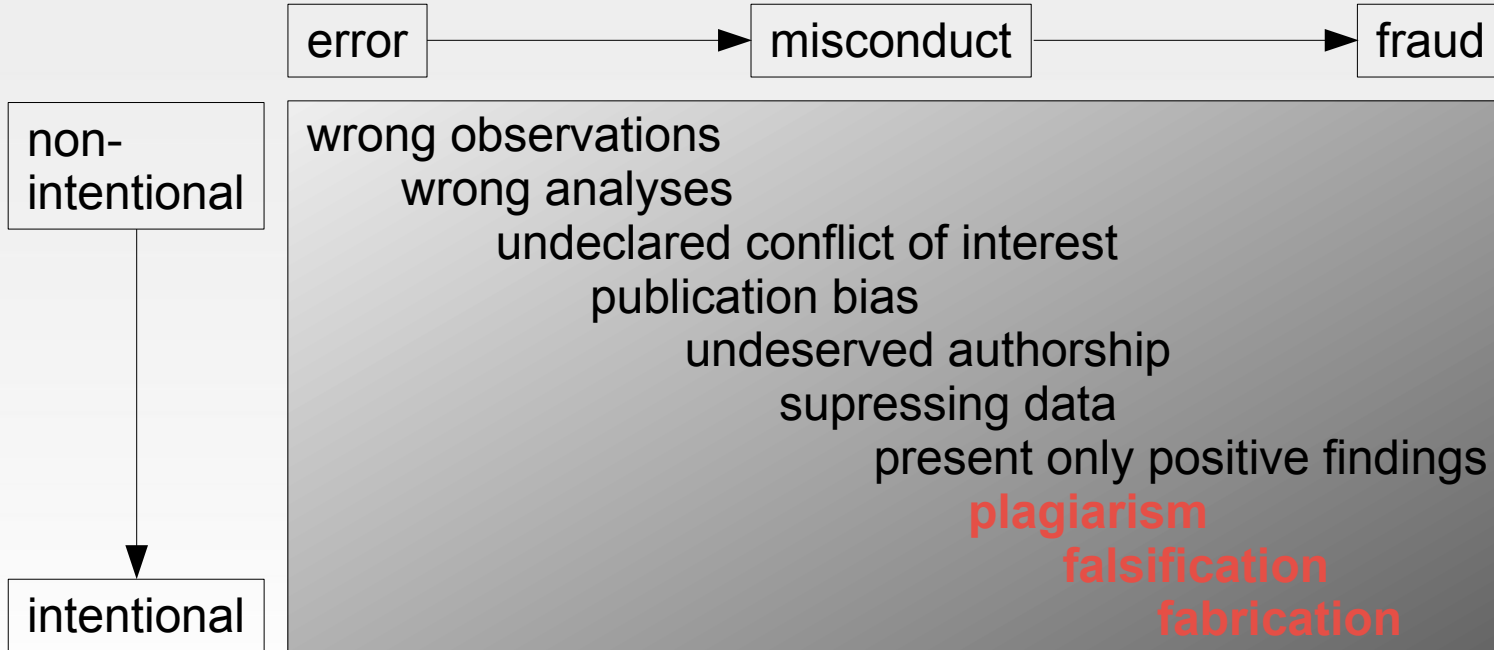 error misconduct fraud
non-
intentional
wrong observations
wrong analyses
undeclared conflict of interest
publication bias
undeserved authorship
supressing data
present only positive findings
plagiarism
falsification
intentional
fabrication